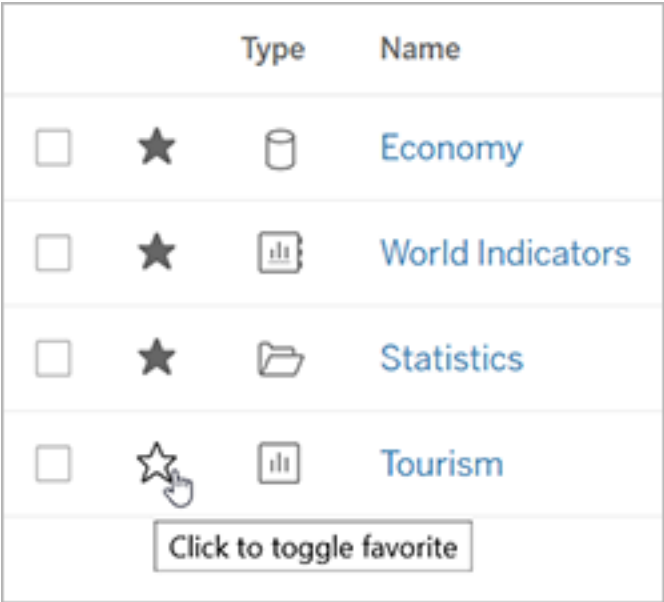 Type Name
Economy
World Indicators
Statistics
Tourism
Click to toggle favorite